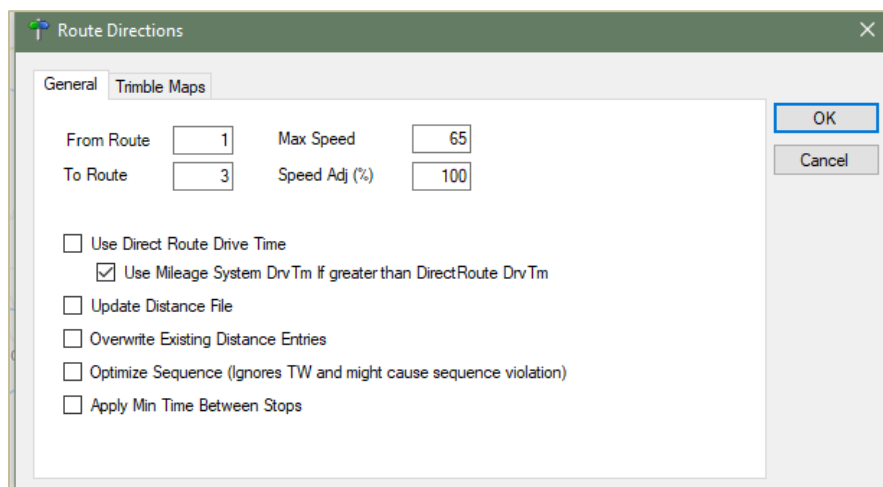 Route Directions
General Trimble Maps
OK
From Route 1 Max Speed 65
Cancel
To Route 3 Speed Adj (%) 100
Use Direct Route Drive Time
Use Mileage System DrvTm If greater than DirectRoute DrvTm
Update Distance File
Overwrite Existing Distance Entries
Optimize Sequence (Ignores TW and might cause sequence violation)
Apply Min Time Between Stops